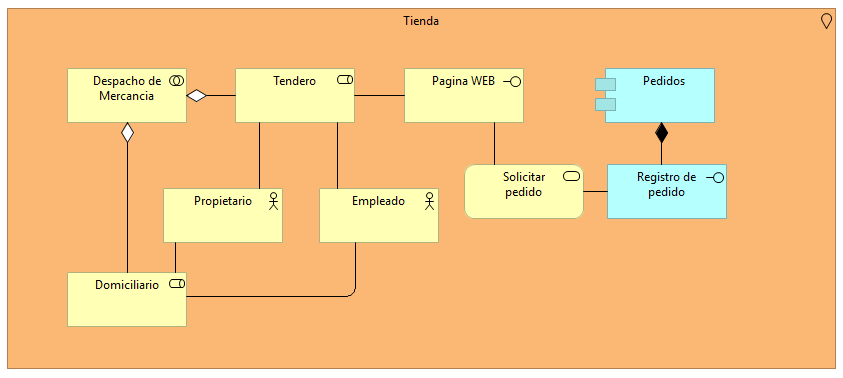 Tienda
Despacho de
Mercancia
Tendero
Pagina WEB
Pedidos
Solicitar
pedido
Registro de
pedido
Propietario
Empleado
Domiciliario